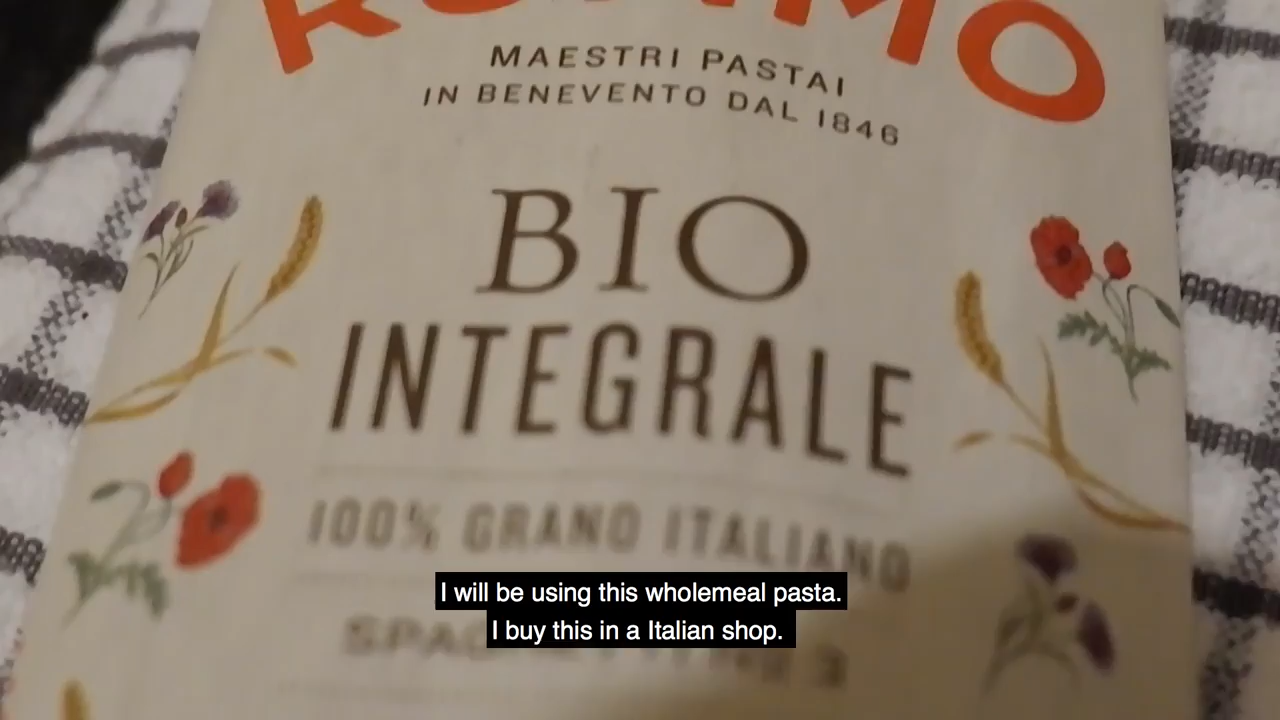 MAESTRI PASTAI
IN BENEVENTO DAL 1846
BIO
INTEGRALE
100% GRANO ITALIANO
I will be using this wholemeal pasta.
I buy this in a Italian shop.